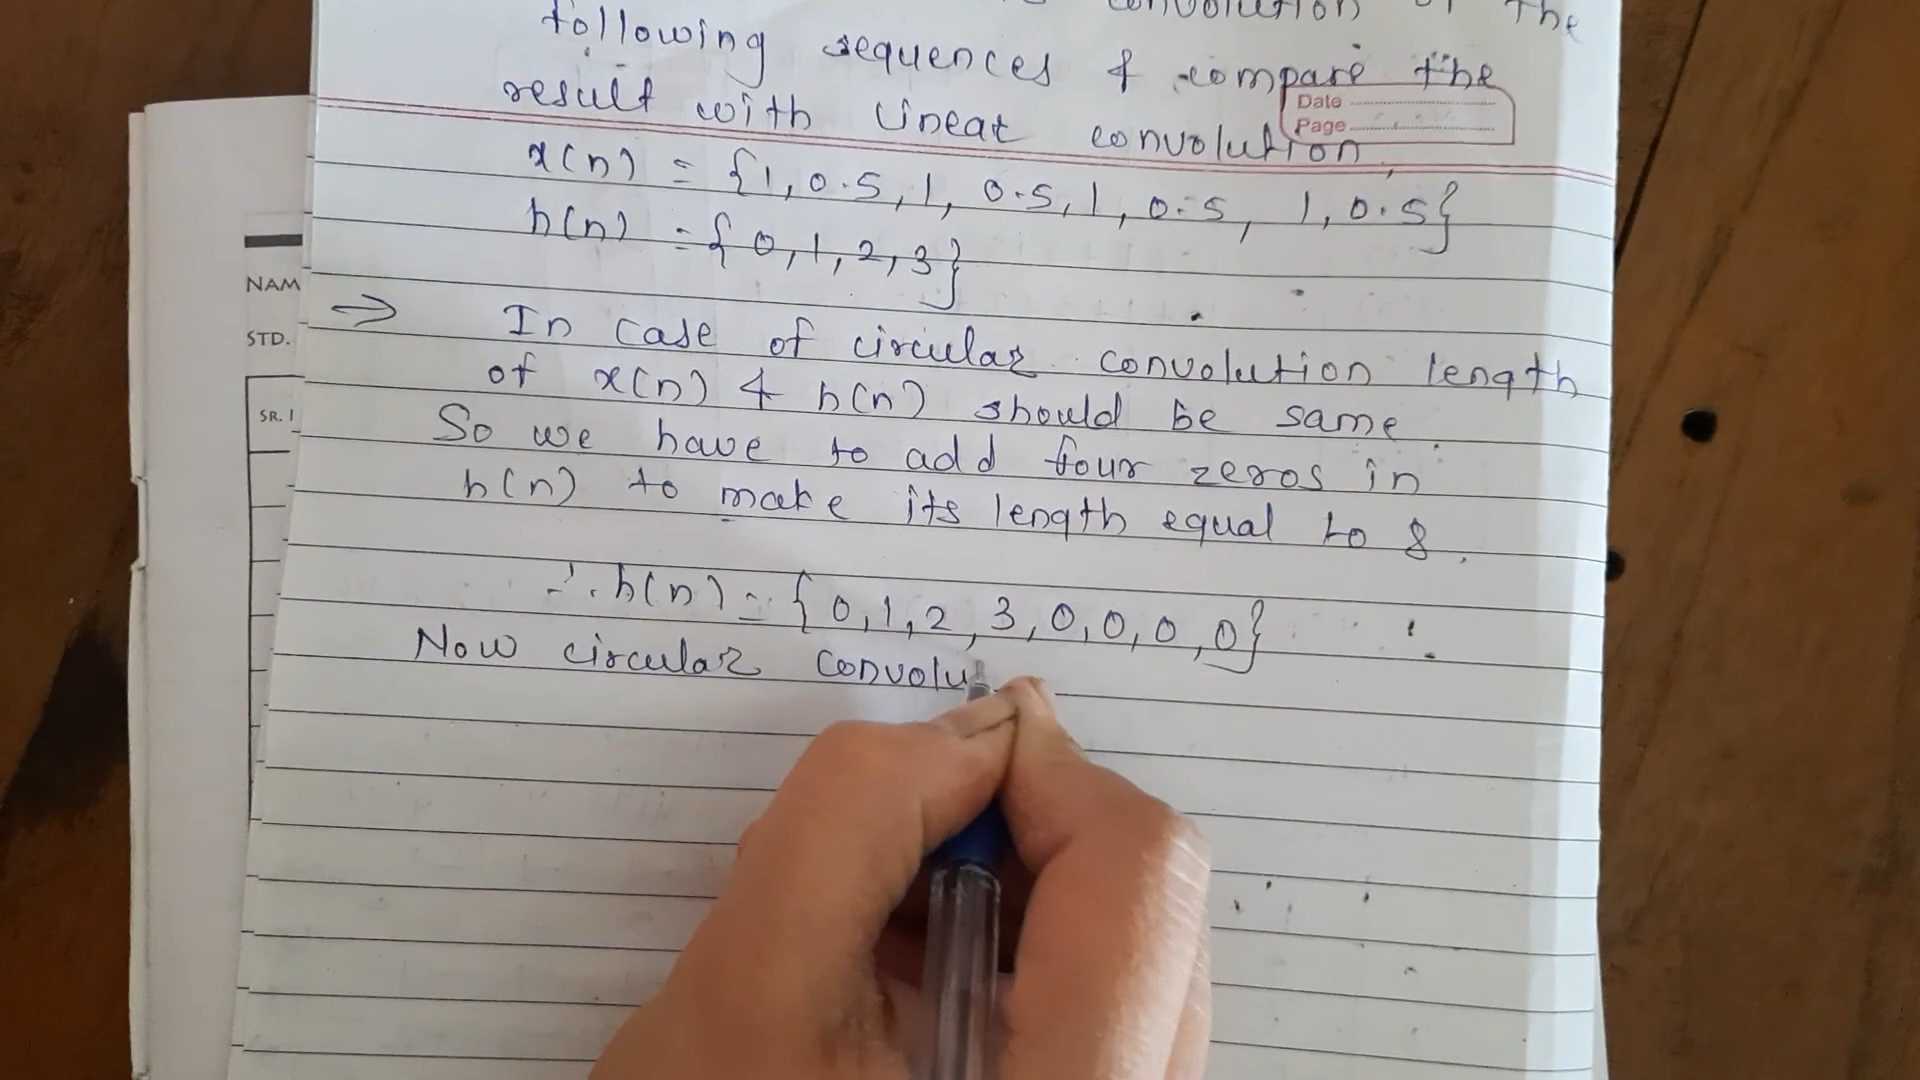 convolution of the
following sequences & compare the
result with linear convolution.
Date
Page
x(n) = {1, 0.5, 1, 0.5, 1, 0.5, 1, 0.5}
h(n) = {0, 1, 2, 3}
⇒ In case of circular convolution length
of x(n) & h(n) should be same.
So we have to add four zeros in
h(n) to make its length equal to 8.
∴ h(n) = {0, 1, 2, 3, 0, 0, 0, 0}
Now circular convolu
NAM
STD.
SR.